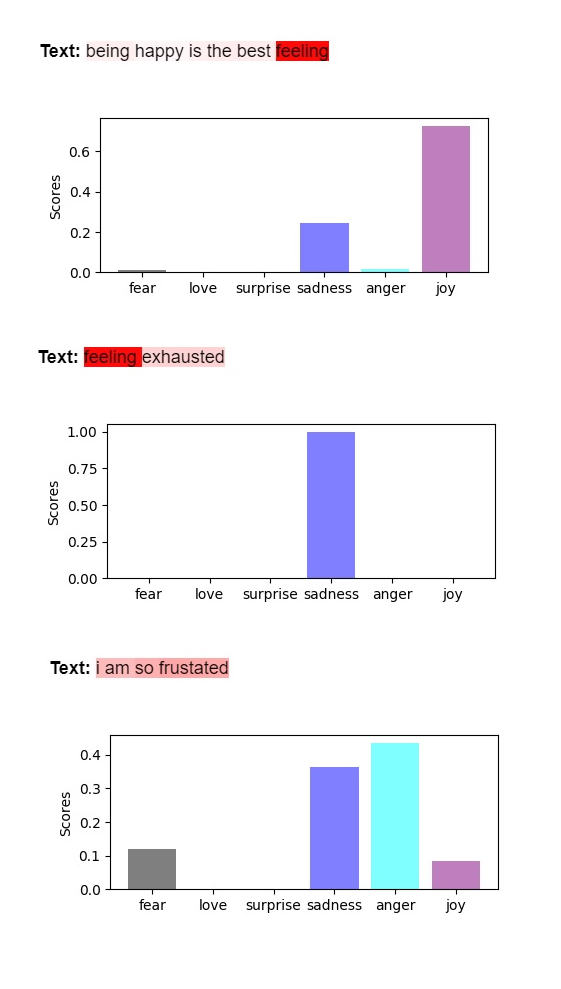 Text: being happy is the best feeling
0.6
0.4
0.2
0.0
Scores
fear love surprise sadness anger joy
Text: feeling exhausted
1.00
0.75
0.50
0.25
0.00
Scores
fear love surprise sadness anger joy
Text: i am so frustated
0.4
0.3
0.2
0.1
0.0
Scores
fear love surprise sadness anger joy